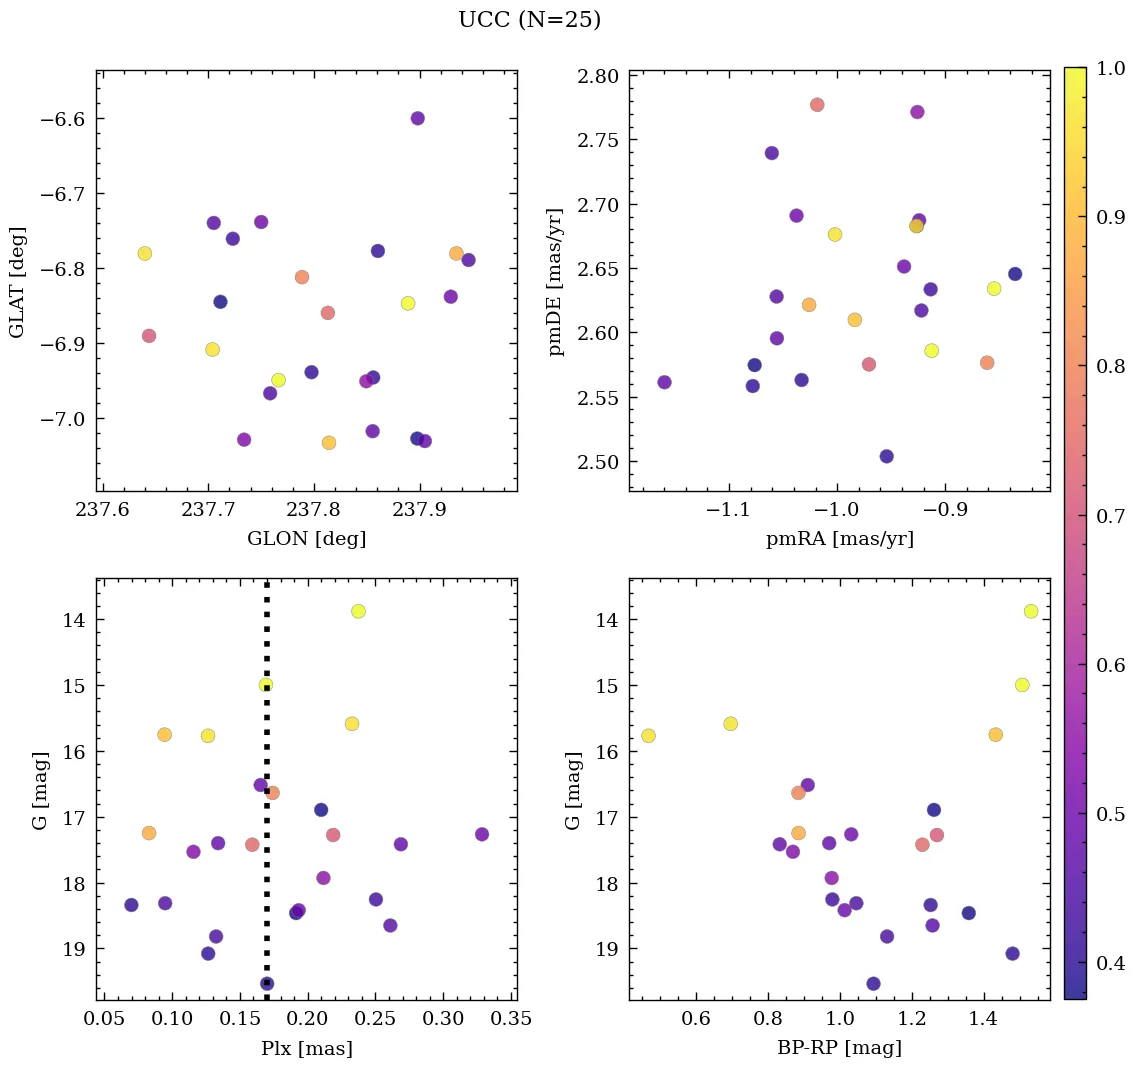 UCC (N=25)
−6.6
−6.7
−6.8
−6.9
−7.0
GLAT [deg]
237.6 237.7 237.8 237.9
GLON [deg]
2.80
2.75
2.70
2.65
2.60
2.55
2.50
pmDE [mas/yr]
−1.1 −1.0 −0.9
pmRA [mas/yr]
14
15
16
17
18
19
G [mag]
0.05 0.10 0.15 0.20 0.25 0.30 0.35
Plx [mas]
14
15
16
17
18
19
G [mag]
0.6 0.8 1.0 1.2 1.4
BP-RP [mag]
1.0
0.9
0.8
0.7
0.6
0.5
0.4